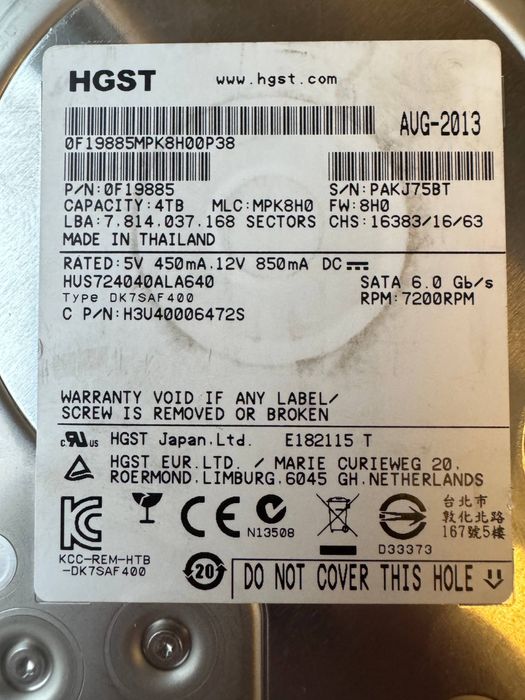 HGST www.hgst.com
AUG-2013
0F19885MPK8H00P38
P/N:0F19885 S/N:PAKJ75BT
CAPACITY:4TB MLC:MPK8H0 FW:8H0
LBA:7,814,037,168 SECTORS CHS:16383/16/63
MADE IN THAILAND
RATED:5V 450mA,12V 850mA DC
HUS724040ALA640 SATA 6.0 Gb/s
Type DK7SAF400 RPM:7200RPM
C P/N:H3U40006472S
WARRANTY VOID IF ANY LABEL/
SCREW IS REMOVED OR BROKEN
c RU US HGST Japan,Ltd. E182115 T
HGST EUR.LTD. / MARIE CURIEWEG 20,
ROERMOND,LIMBURG,6045 GH,NETHERLANDS
CE
N13508
D33373
台北市
敦化北路
167號5樓
KCC-REM-HTB
-DK7SAF400
20
DO NOT COVER THIS HOLE